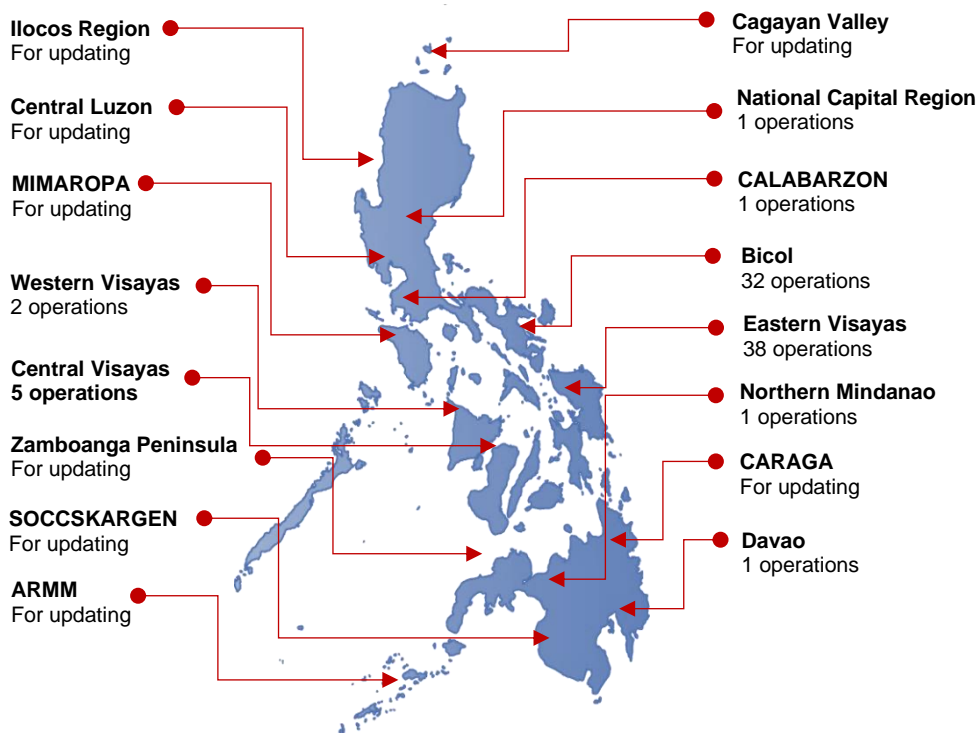 Ilocos Region
For updating
Central Luzon
For updating
MIMAROPA
For updating
Western Visayas
2 operations
Central Visayas
5 operations
Zamboanga Peninsula
For updating
SOCCSKARGEN
For updating
ARMM
For updating
Cagayan Valley
For updating
National Capital Region
1 operations
CALABARZON
1 operations
Bicol
32 operations
Eastern Visayas
38 operations
Northern Mindanao
1 operations
CARAGA
For updating
Davao
1 operations